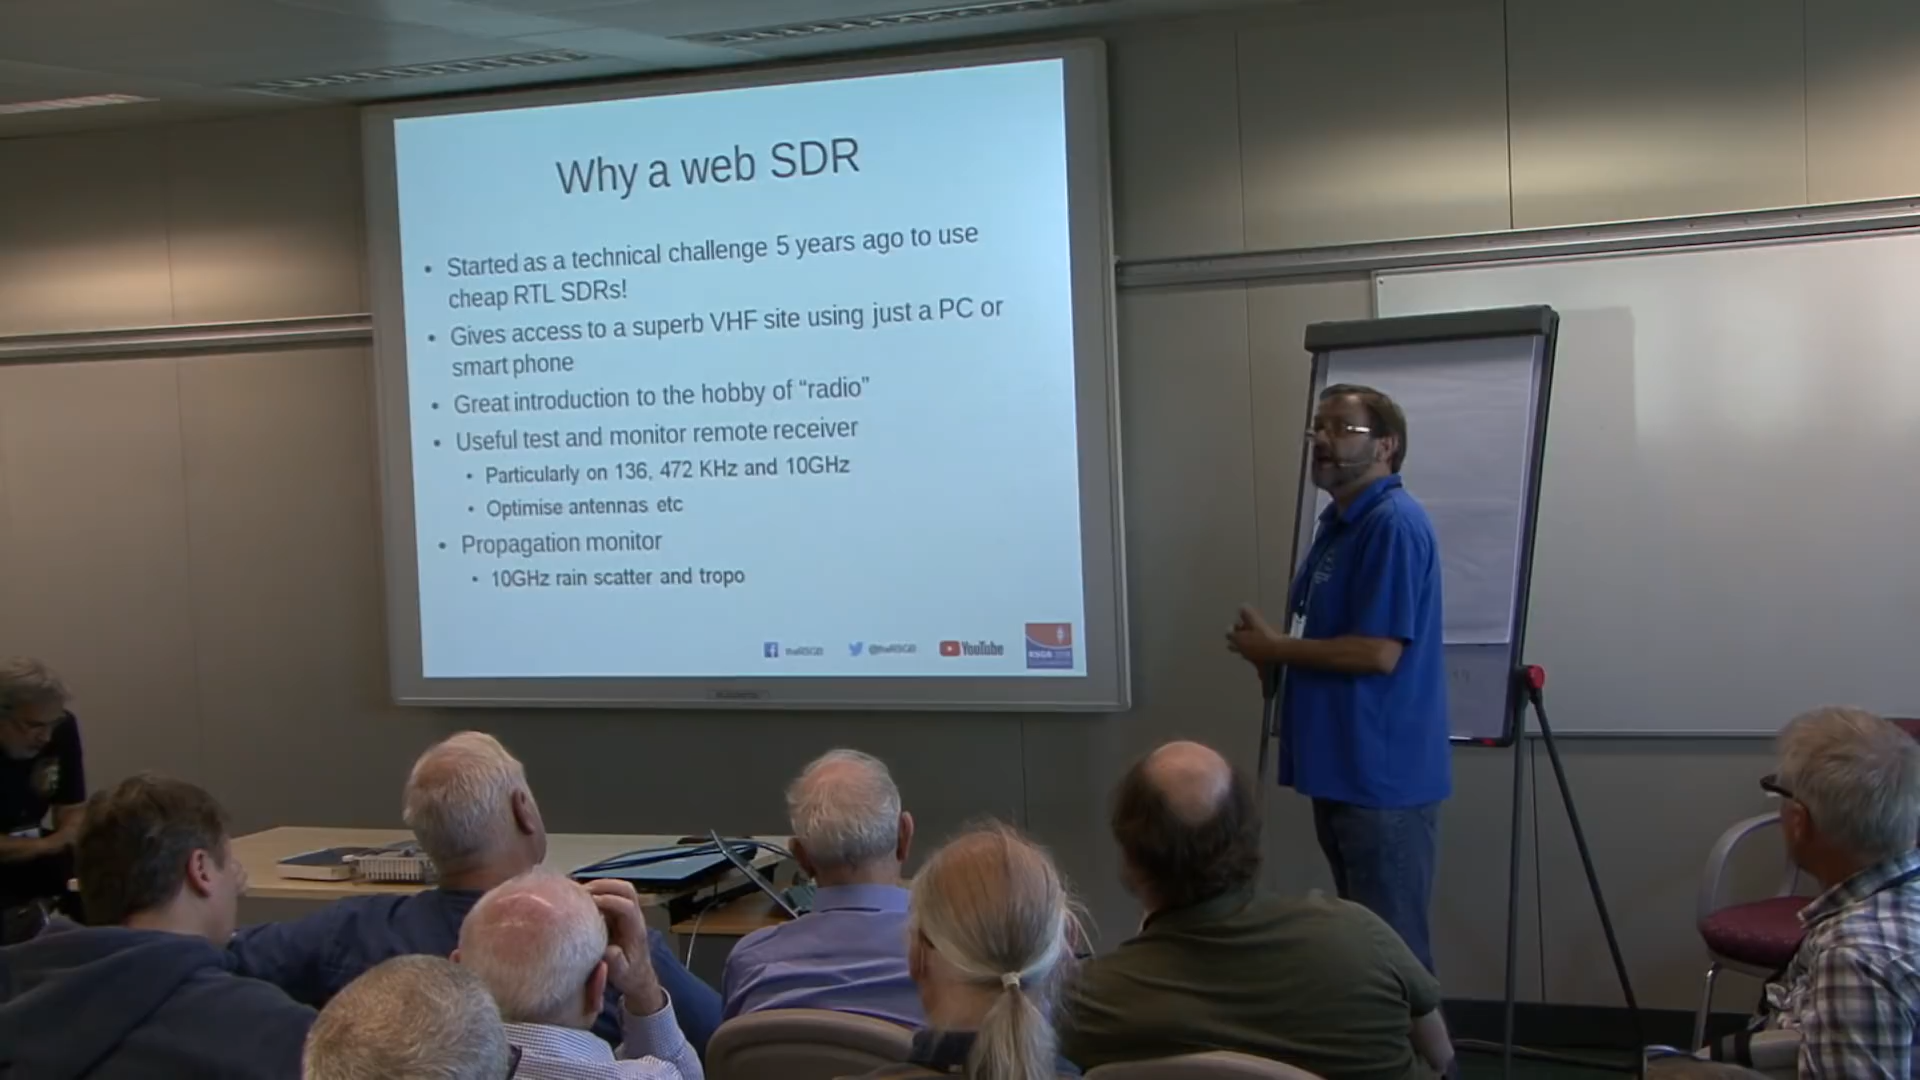 Why a web SDR
• Started as a technical challenge 5 years ago to use
cheap RTL SDRs!
• Gives access to a superb VHF site using just a PC or
smart phone
• Great introduction to the hobby of “radio”
• Useful test and monitor remote receiver
• Particularly on 136, 472 KHz and 10GHz
• Optimise antennas etc
• Propagation monitor
• 10GHz rain scatter and tropo
theRSGB @theRSGB YouTube
RSGB